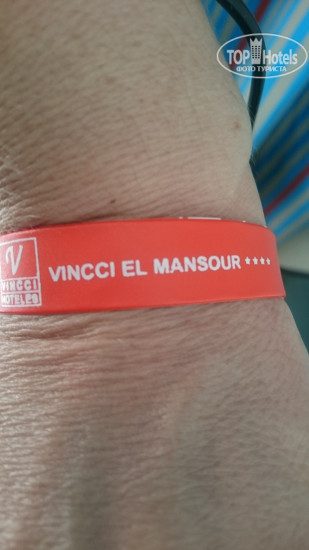 TOP Hotels
ФОТО ТУРИСТА
V
VINCCI
HOTELES
VINCCI EL MANSOUR ****